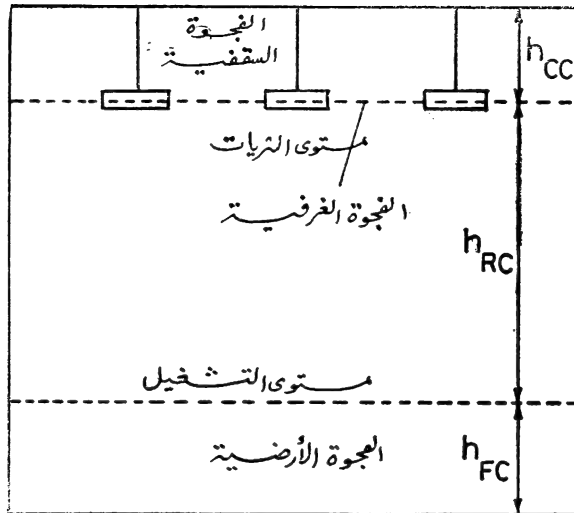 الفجوة
السقفية
h_CC
مستوى الثريات
الفجوة الغرفية
h_RC
مستوى التشغيل
الفجوة الأرضية
h_FC